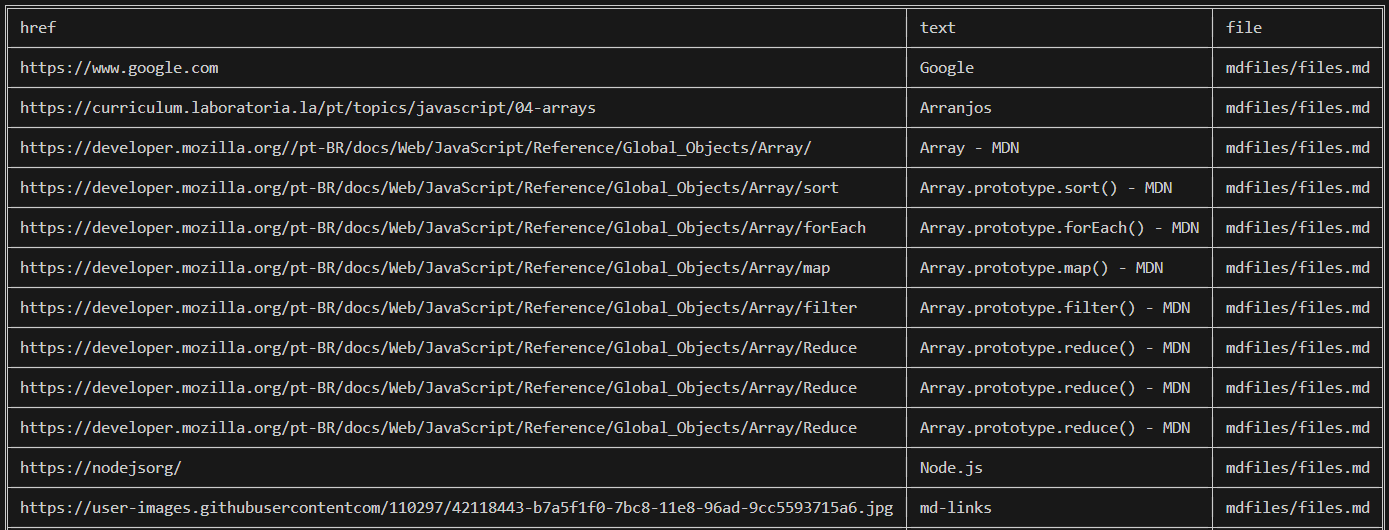 href text file
https://www.google.com Google mdfiles/files.md
https://curriculum.laboratoria.la/pt/topics/javascript/04-arrays Arranjos mdfiles/files.md
https://developer.mozilla.org//pt-BR/docs/Web/JavaScript/Reference/Global_Objects/Array/ Array - MDN mdfiles/files.md
https://developer.mozilla.org/pt-BR/docs/Web/JavaScript/Reference/Global_Objects/Array/sort Array.prototype.sort() - MDN mdfiles/files.md
https://developer.mozilla.org/pt-BR/docs/Web/JavaScript/Reference/Global_Objects/Array/forEach Array.prototype.forEach() - MDN mdfiles/files.md
https://developer.mozilla.org/pt-BR/docs/Web/JavaScript/Reference/Global_Objects/Array/map Array.prototype.map() - MDN mdfiles/files.md
https://developer.mozilla.org/pt-BR/docs/Web/JavaScript/Reference/Global_Objects/Array/filter Array.prototype.filter() - MDN mdfiles/files.md
https://developer.mozilla.org/pt-BR/docs/Web/JavaScript/Reference/Global_Objects/Array/Reduce Array.prototype.reduce() - MDN mdfiles/files.md
https://developer.mozilla.org/pt-BR/docs/Web/JavaScript/Reference/Global_Objects/Array/Reduce Array.prototype.reduce() - MDN mdfiles/files.md
https://developer.mozilla.org/pt-BR/docs/Web/JavaScript/Reference/Global_Objects/Array/Reduce Array.prototype.reduce() - MDN mdfiles/files.md
https://nodejsorg/ Node.js mdfiles/files.md
https://user-images.githubusercontentcom/110297/42118443-b7a5f1f0-7bc8-11e8-96ad-9cc5593715a6.jpg md-links mdfiles/files.md